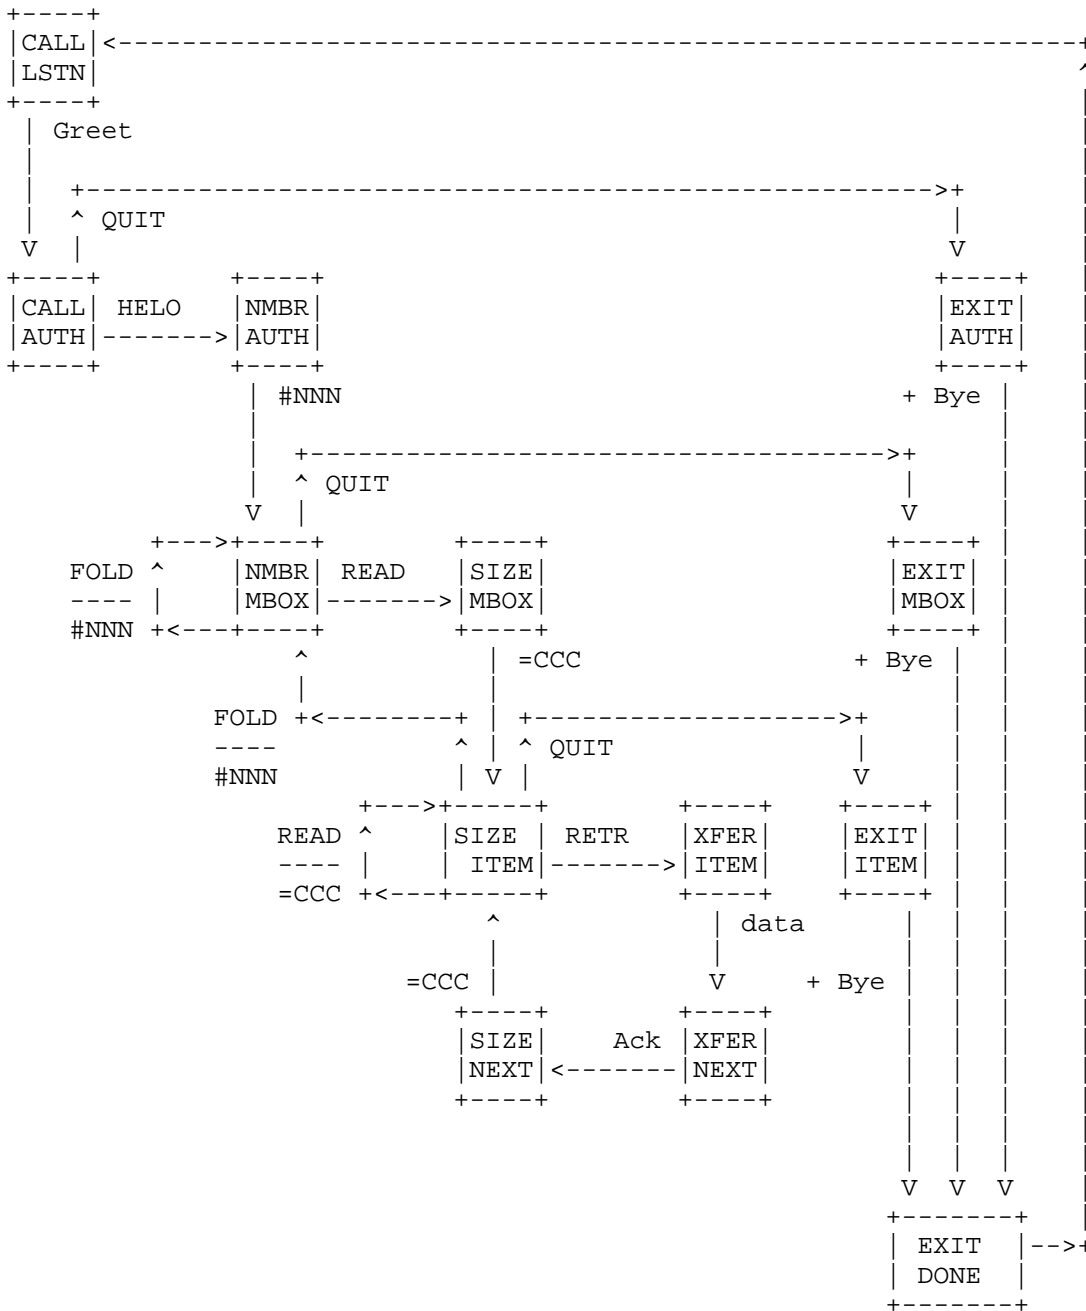 CALL
LSTN
Greet
QUIT
CALL HELO NMBR EXIT
AUTH AUTH AUTH
#NNN + Bye
QUIT
FOLD NMBR READ SIZE EXIT
---- MBOX MBOX MBOX
#NNN
=CCC + Bye
FOLD
---- QUIT
#NNN
READ SIZE RETR XFER EXIT
---- ITEM ITEM ITEM
=CCC
data
=CCC + Bye
SIZE Ack XFER
NEXT NEXT
EXIT
DONE